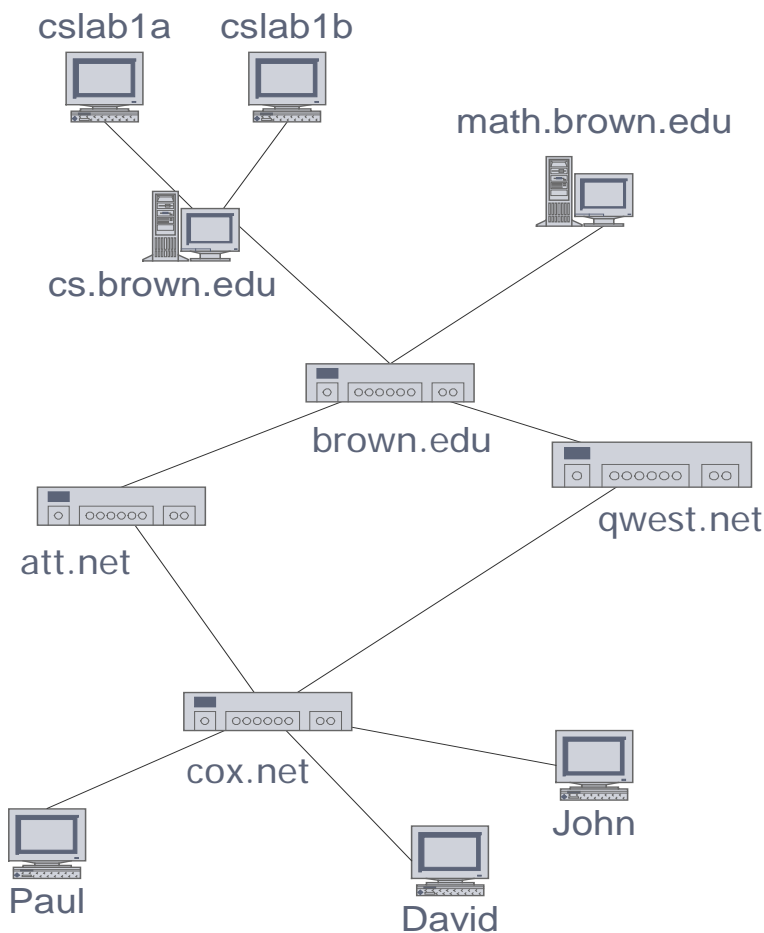 cslab1a
cslab1b
math.brown.edu
cs.brown.edu
brown.edu
qwest.net
att.net
cox.net
John
Paul
David